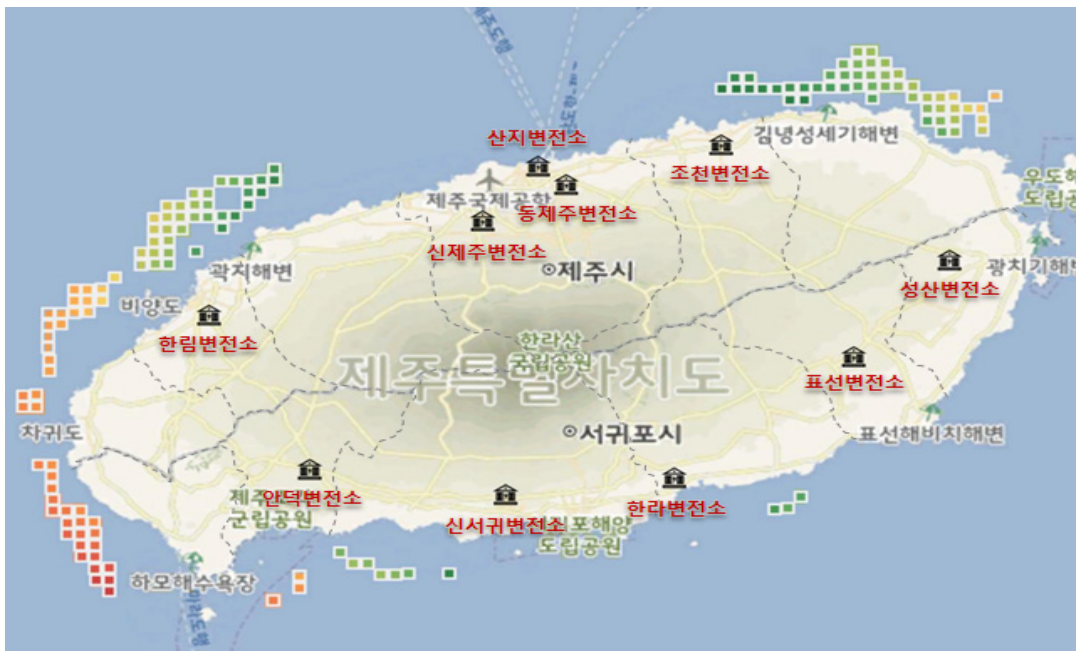 제주도행
산지변전소
김녕성세기해변
조천변전소
제주국제공항
동제주변전소
우도해
도립공
신제주변전소
제주시
곽지해변
광치기해변
성산변전소
비양도
한림변전소
한라산
국립공원
제주특별자치도
표선변전소
차귀도
서귀포시
표선해비치해변
안덕변전소
군립공원
한라변전소
신서귀변전소
도립공원
하모해수욕장